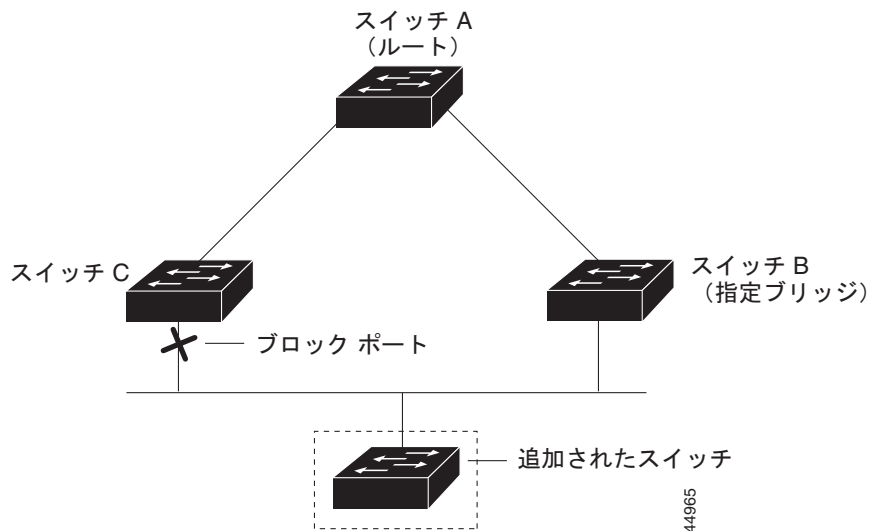 スイッチ A
（ルート）
スイッチ C
スイッチ B
（指定ブリッジ）
ブロック ポート
追加されたスイッチ
44965